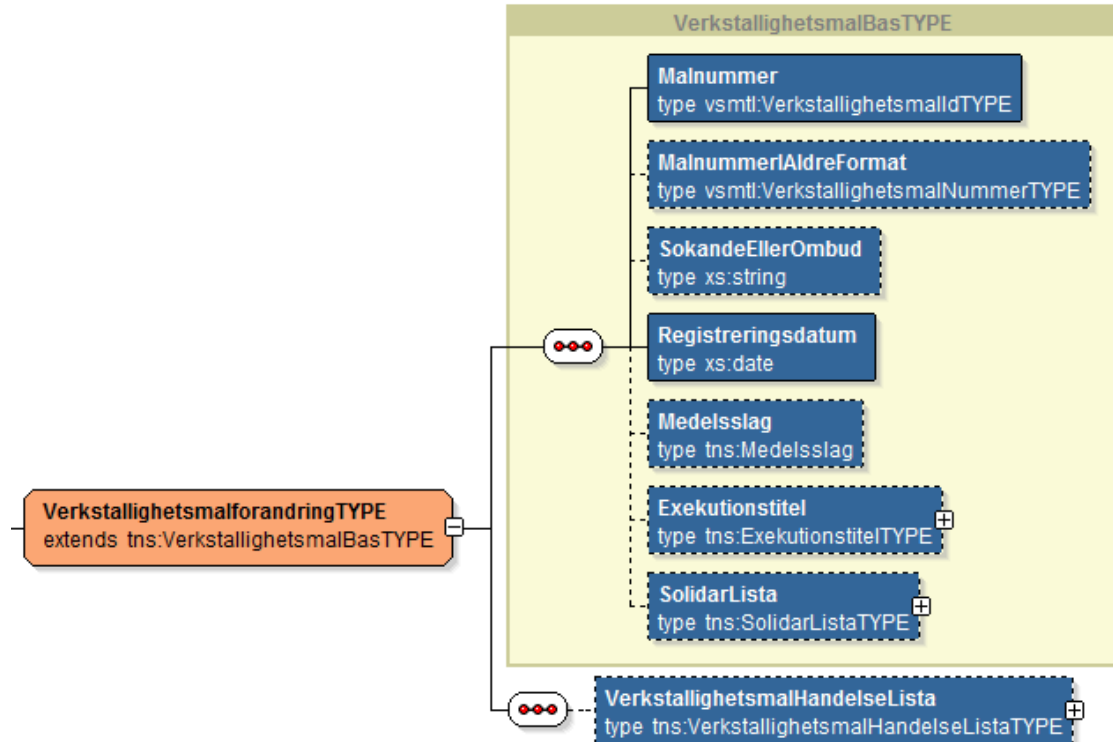 VerkstallighetsmalBasTYPE
Malnummer
type vsmtl:VerkstallighetsmalIdTYPE
MalnummerIAldreFormat
type vsmtl:VerkstallighetsmalNummerTYPE
SokandeEllerOmbud
type xs:string
Registreringsdatum
type xs:date
Medelsslag
type tns:Medelsslag
Exekutionstitel
type tns:ExekutionstitelTYPE
SolidarLista
type tns:SolidarListaTYPE
VerkstallighetsmalforandringTYPE
extends tns:VerkstallighetsmalBasTYPE
VerkstallighetsmalHandelseLista
type tns:VerkstallighetsmalHandelseListaTYPE